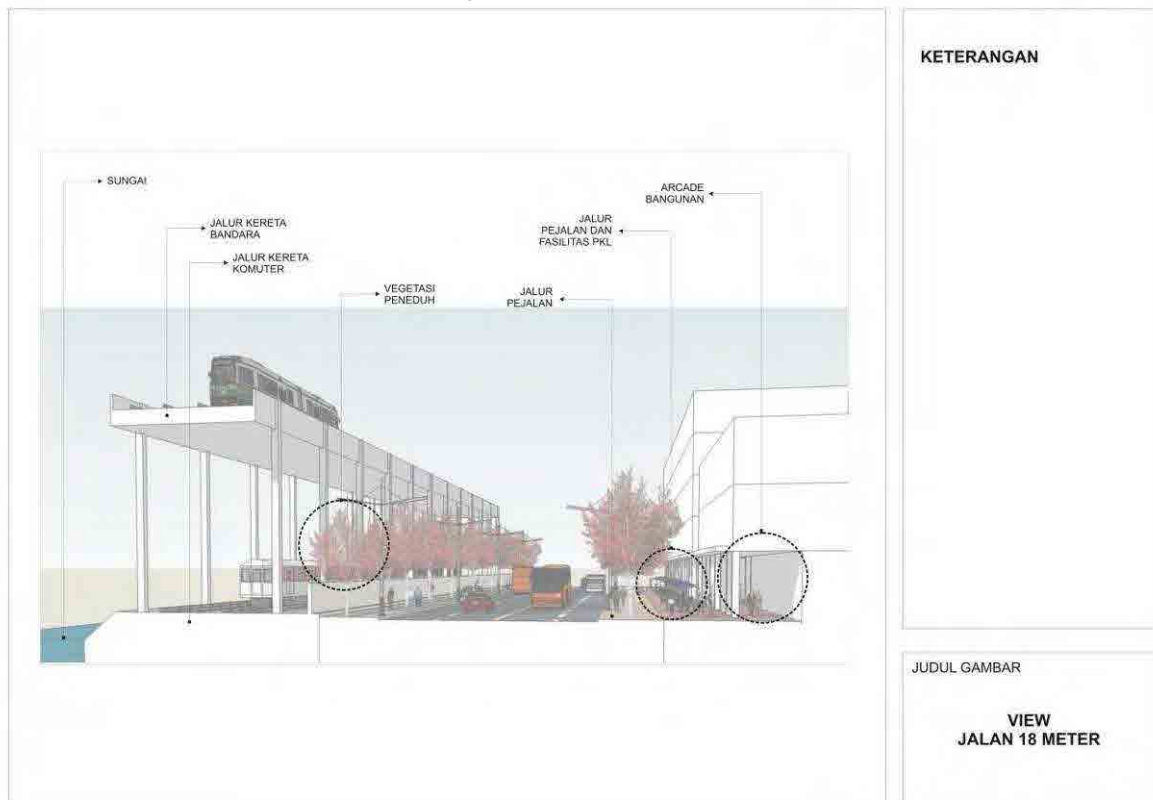 KETERANGAN
SUNGAI
JALUR KERETA
BANDARA
JALUR KERETA
KOMUTER
VEGETASI
PENEDUH
JALUR
PEJALAN
JALUR
PEJALAN DAN
FASILITAS PKL
ARCADE
BANGUNAN
JUDUL GAMBAR
VIEW
JALAN 18 METER